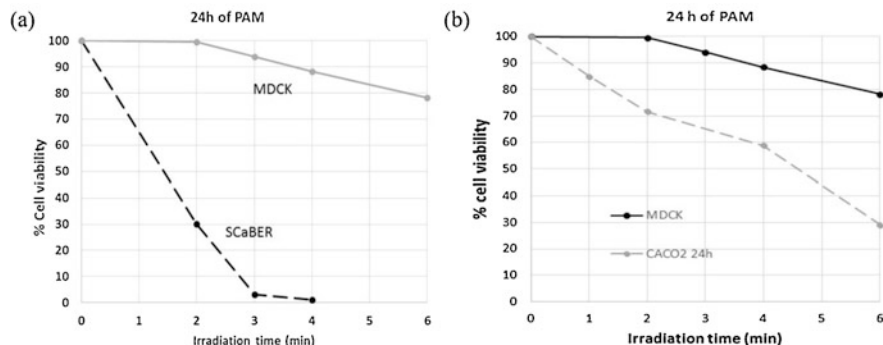 (a)
24h of PAM
% Cell viability
100
90
80
70
60
50
40
30
20
10
0
MDCK
SCaBER
0 1 2 3 4 5 6
Irradiation time (min)
(b)
24 h of PAM
% cell viability
100
90
80
70
60
50
40
30
20
10
0
MDCK
CACO2 24h
0 1 2 3 4 5 6
Irradiation time (min)